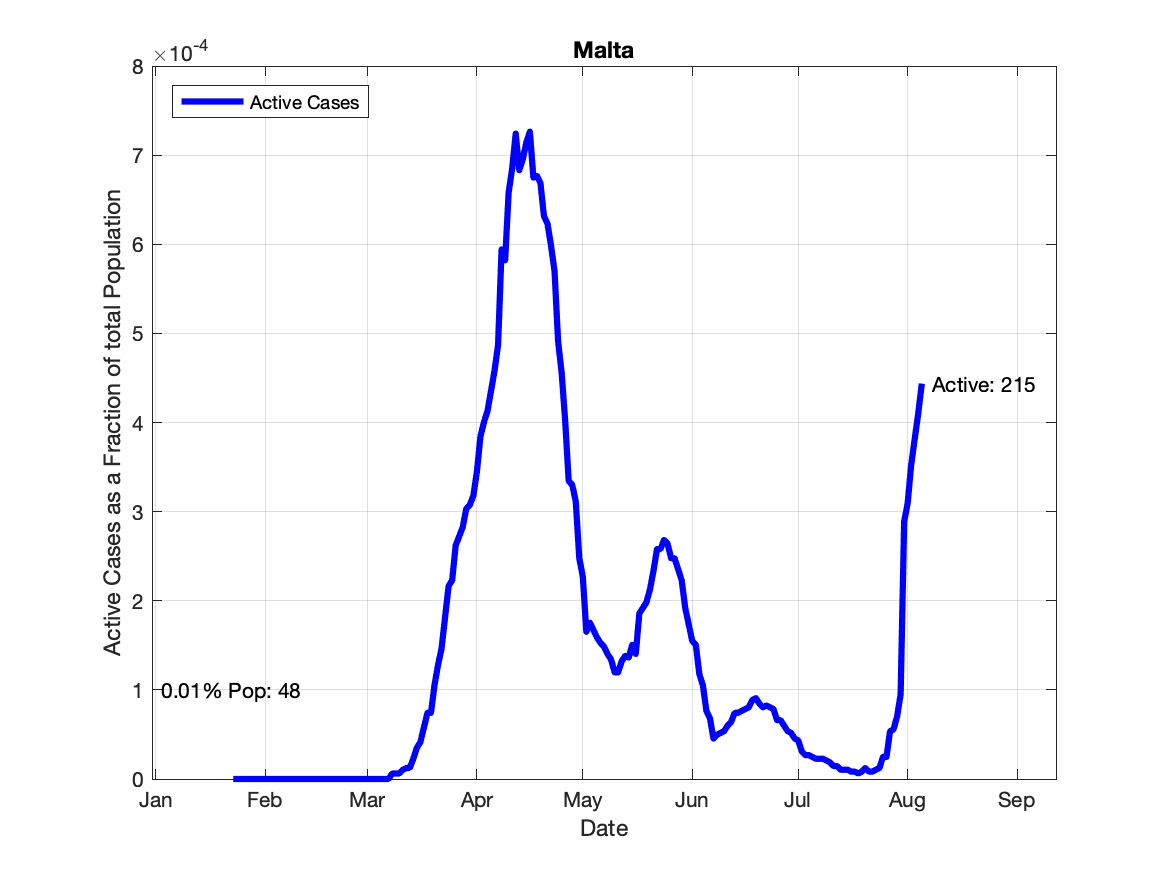 Malta
×10-4
8
7
6
5
4
3
2
1
0
Active Cases as a Fraction of total Population
Active Cases
Active: 215
0.01% Pop: 48
Jan Feb Mar Apr May Jun Jul Aug Sep
Date